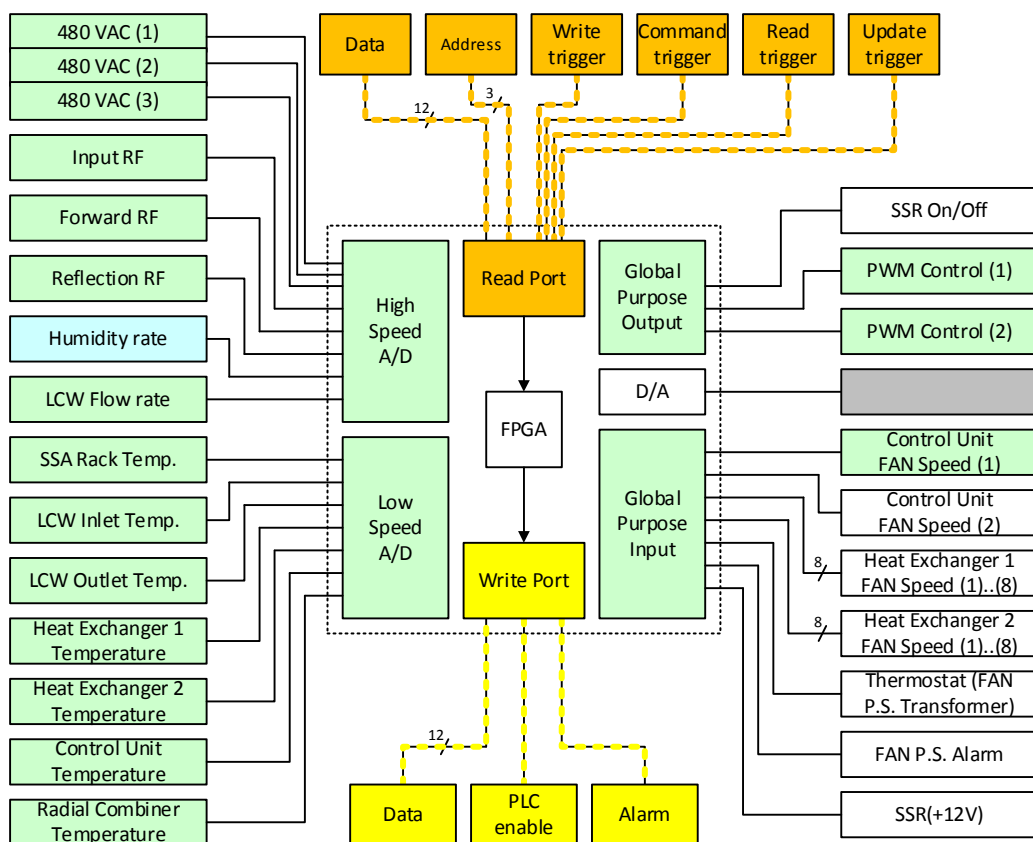 480 VAC (1)
480 VAC (2)
480 VAC (3)
Input RF
Forward RF
Reflection RF
Humidity rate
LCW Flow rate
SSA Rack Temp.
LCW Inlet Temp.
LCW Outlet Temp.
Heat Exchanger 1
Temperature
Heat Exchanger 2
Temperature
Control Unit
Temperature
Radial Combiner
Temperature
Data
Address
Write
trigger
Command
trigger
Read
trigger
Update
trigger
12
3
High
Speed
A/D
Low
Speed
A/D
Read Port
FPGA
Write Port
Global
Purpose
Output
D/A
Global
Purpose
Input
12
Data
PLC
enable
Alarm
SSR On/Off
PWM Control (1)
PWM Control (2)
Control Unit
FAN Speed (1)
Control Unit
FAN Speed (2)
8
Heat Exchanger 1
FAN Speed (1)..(8)
8
Heat Exchanger 2
FAN Speed (1)..(8)
Thermostat (FAN
P.S. Transformer)
FAN P.S. Alarm
SSR(+12V)